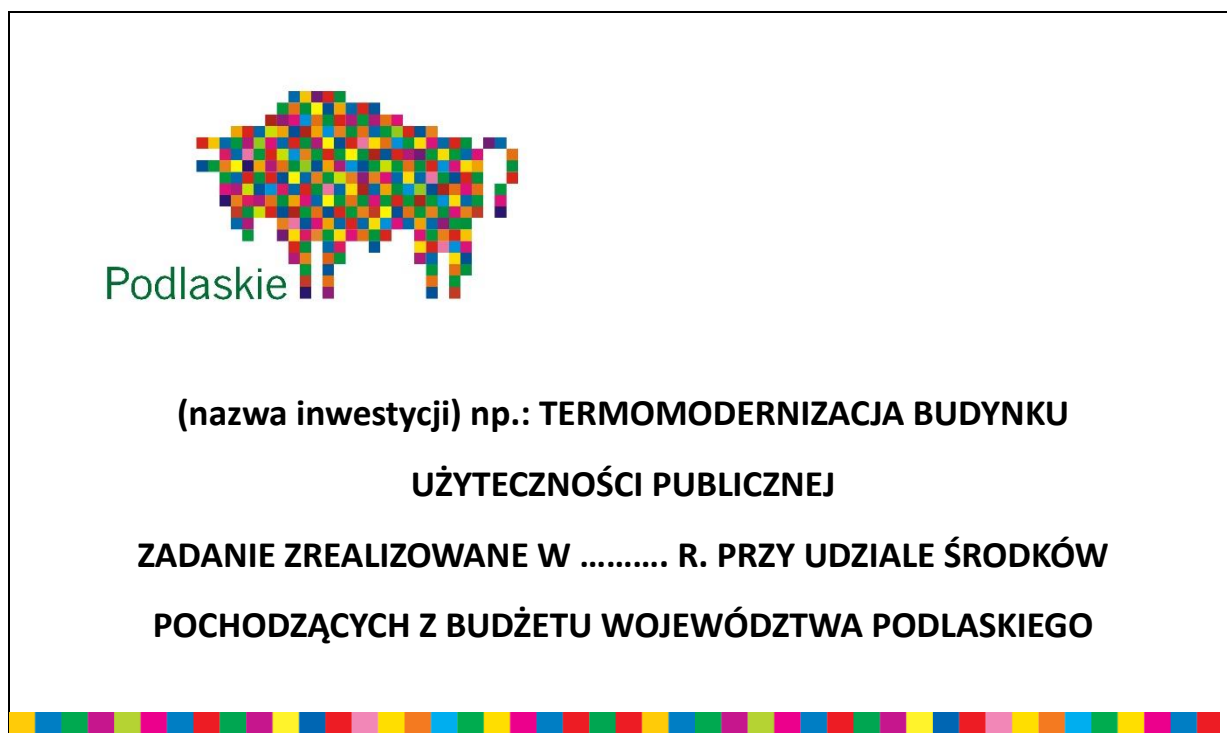 Podlaskie
(nazwa inwestycji) np.: TERMOMODERNIZACJA BUDYNKU
UŻYTECZNOŚCI PUBLICZNEJ
ZADANIE ZREALIZOWANE W .......... R. PRZY UDZIALE ŚRODKÓW
POCHODZĄCYCH Z BUDŻETU WOJEWÓDZTWA PODLASKIEGO